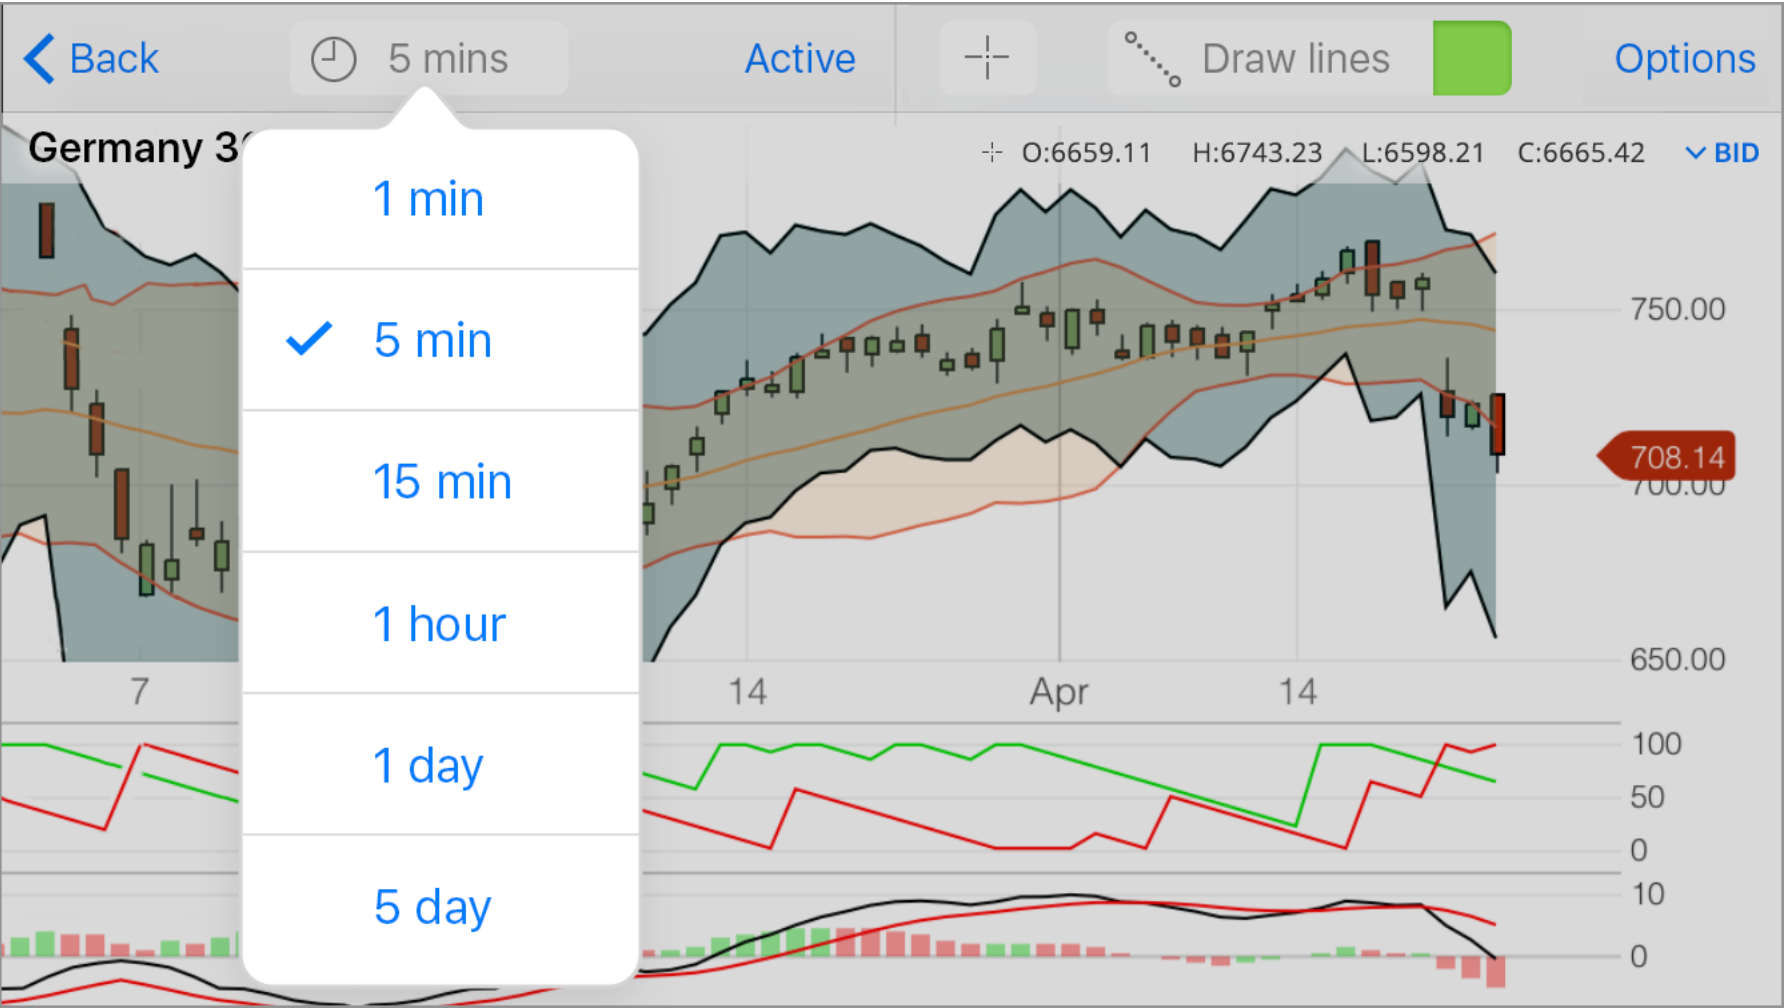 Back
5 mins
Active
Draw lines
Options
Germany 3
O:6659.11 H:6743.23 L:6598.21 C:6665.42 BID
1 min
5 min
15 min
1 hour
1 day
5 day
750.00
708.14
700.00
650.00
7 14 Apr 14
100
50
0
10
0